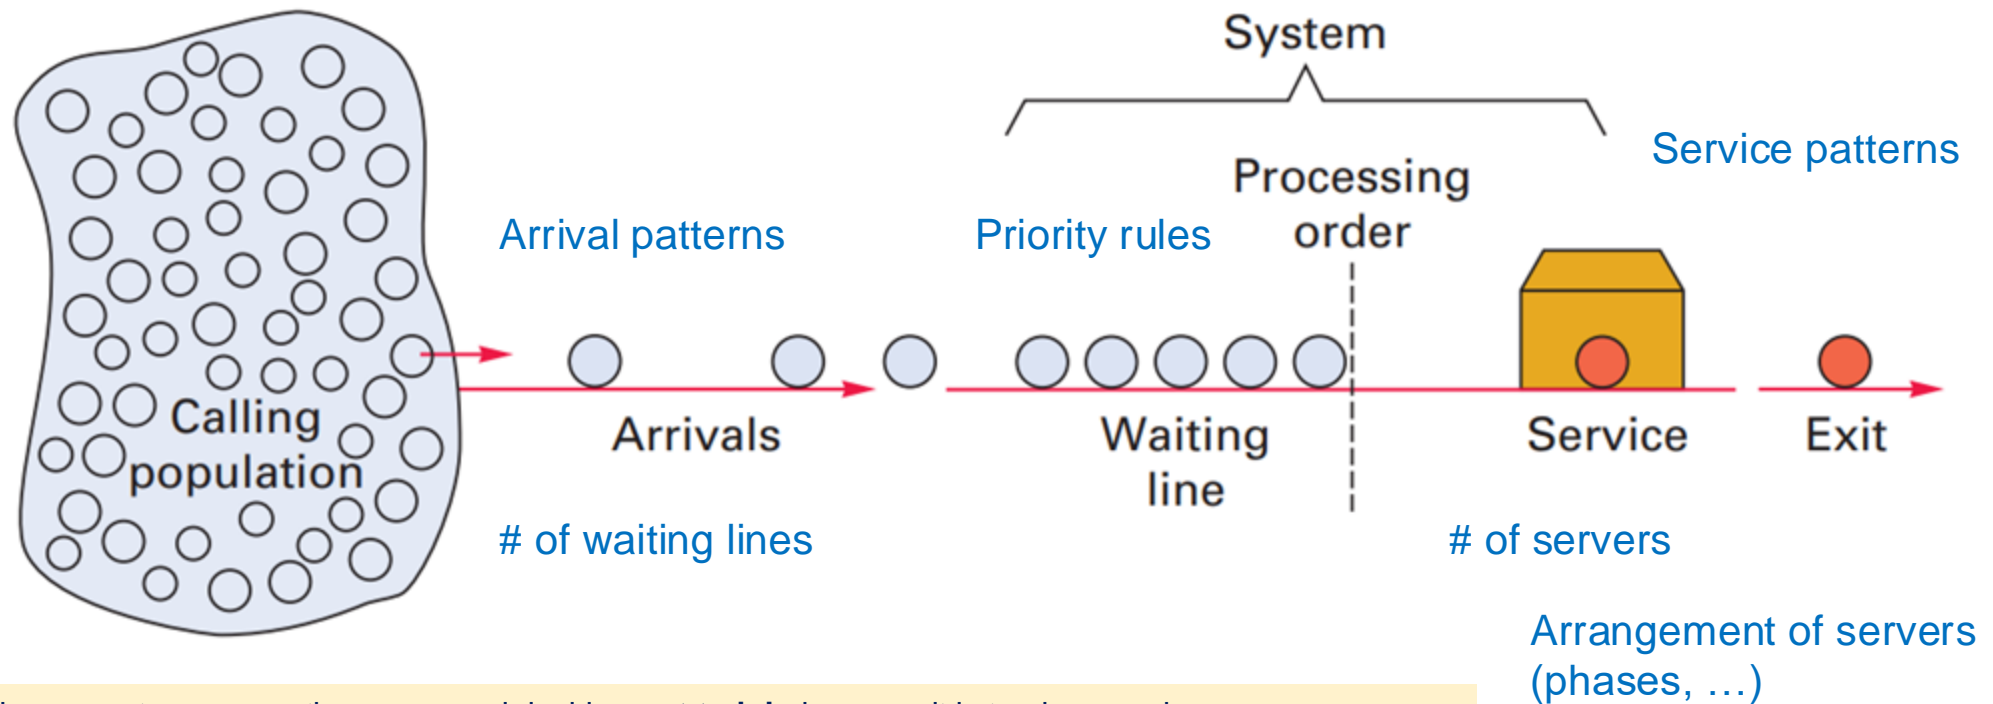 System
Service patterns
Processing
order
Arrival patterns
Priority rules
Calling
population
Arrivals
Waiting
line
Service
Exit
# of waiting lines
# of servers
Arrangement of servers
(phases, …)